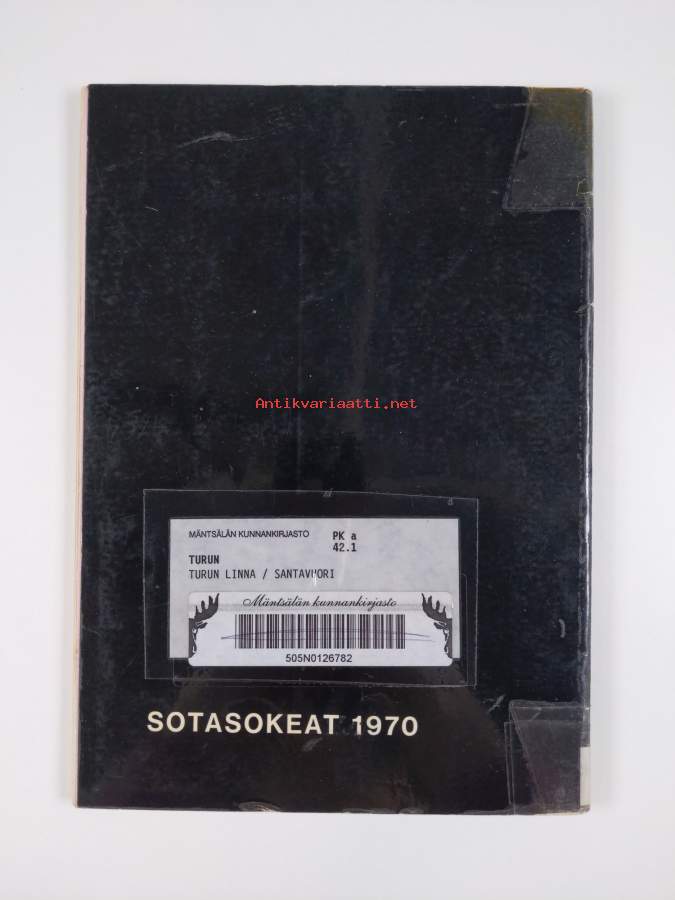 Antikvariaatti.net
MÄNTSÄLÄN KUNNANKIRJASTO PK a
42.1
TURUN
TURUN LINNA / SANTAVUORI
Mäntsälän kunnankirjasto
505N0126782
SOTASOKEAT 1970